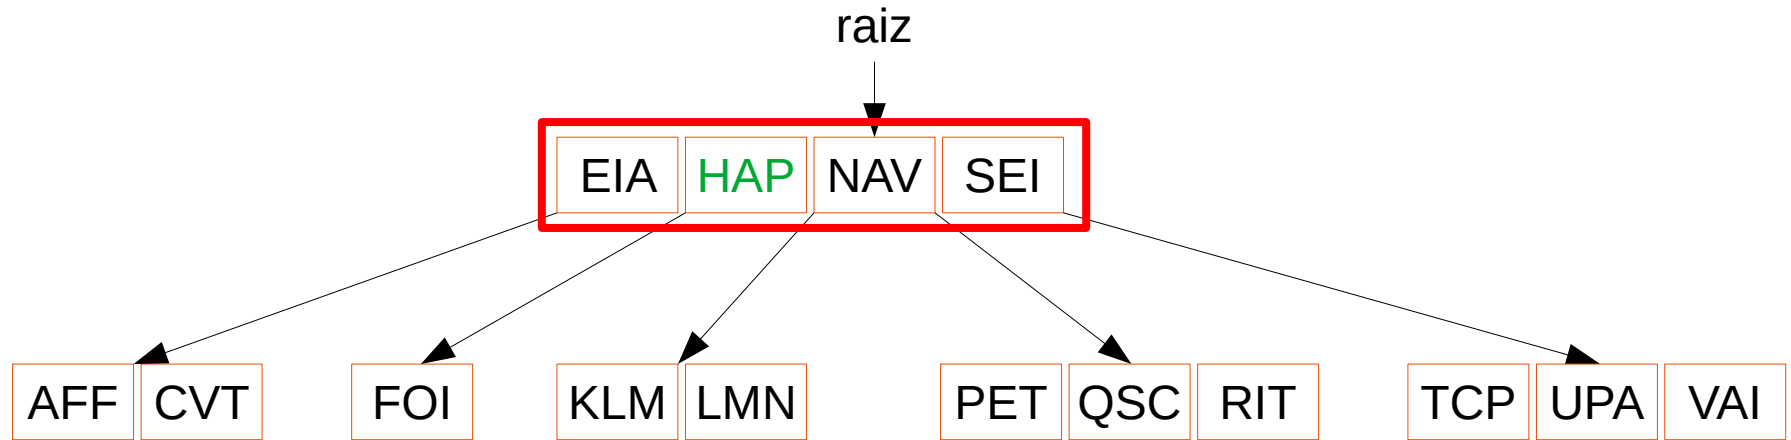 raiz
EIA HAP NAV SEI
AFF CVT FOI KLM LMN PET QSC RIT TCP UPA VAI